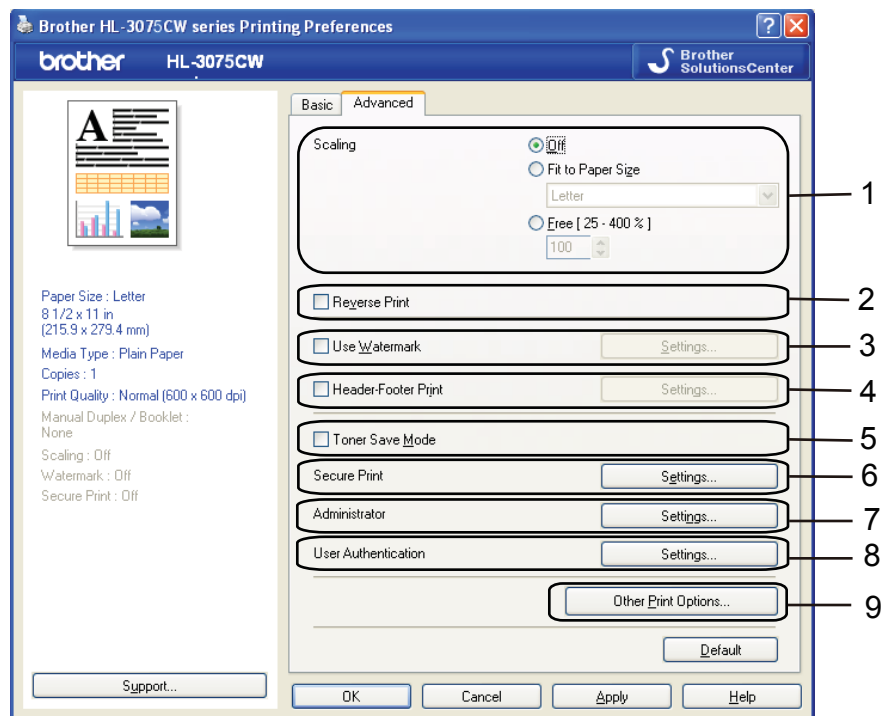 Brother HL-3075CW series Printing Preferences
brother HL-3075CW
Brother
SolutionsCenter
Basic
Advanced
A
Scaling
Off
Fit to Paper Size
Letter
Free [ 25 - 400 % ]
100
1
Reverse Print
2
Use Watermark
Settings...
3
Header-Footer Print
Settings...
4
Toner Save Mode
5
Secure Print
Settings...
6
Administrator
Settings...
7
User Authentication
Settings...
8
Other Print Options...
9
Default
Paper Size : Letter
8 1/2 x 11 in
(215.9 x 279.4 mm)
Media Type : Plain Paper
Copies : 1
Print Quality : Normal (600 x 600 dpi)
Manual Duplex / Booklet :
None
Scaling : Off
Watermark : Off
Secure Print : Off
Support...
OK
Cancel
Apply
Help